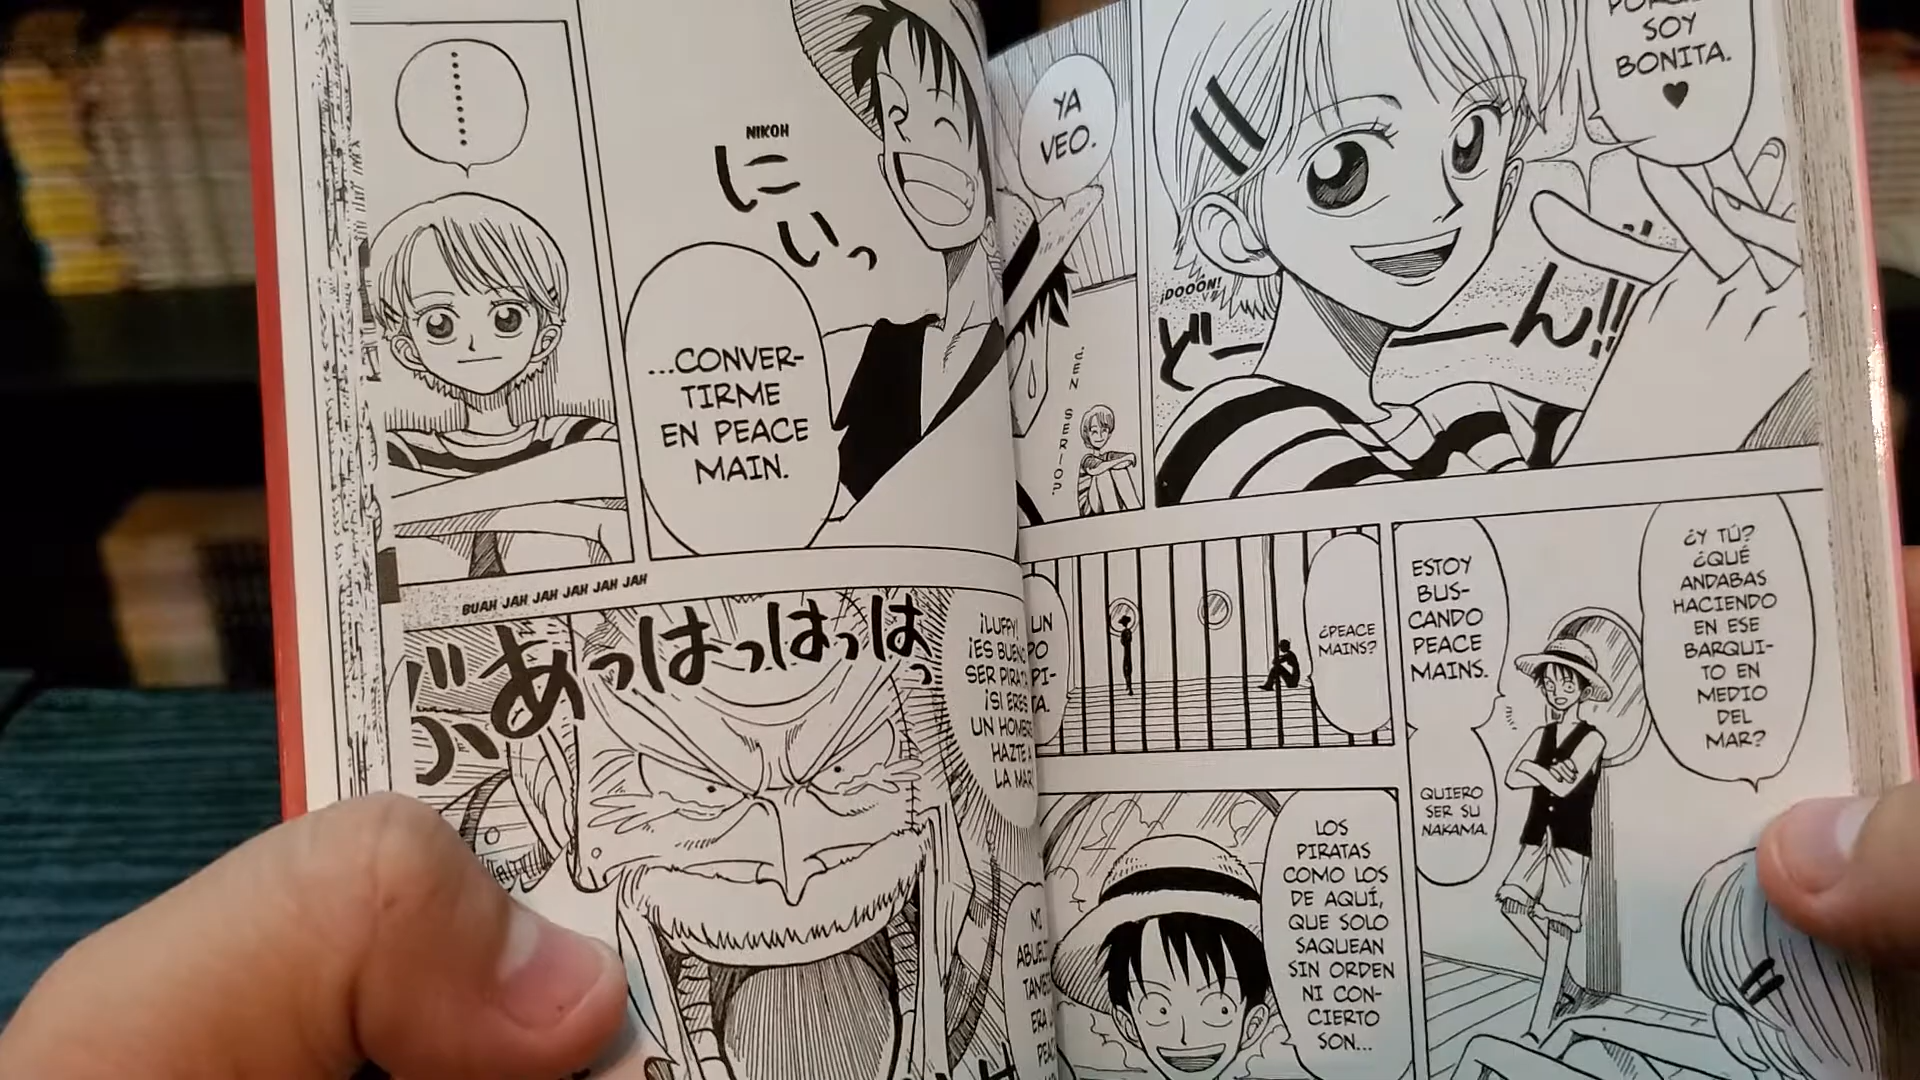 SOY
BONITA.
♥
YA
VEO.
¿EN
SERIO?
¡DOOON!
ど
ーん!!
¿Y TÚ?
¿QUÉ
ANDABAS
HACIENDO
EN ESE
BARQUI-
TO EN
MEDIO
DEL
MAR?
ESTOY
BUS-
CANDO
PEACE
MAINS.
QUIERO
SER SU
NAKAMA.
¿PEACE
MAINS?
UN
LOS
PIRATAS
COMO LOS
DE AQUÍ,
QUE SOLO
SAQUEAN
SIN ORDEN
NI CON-
CIERTO
SON...
NIKOH
にいっ
...CONVER-
TIRME
EN PEACE
MAIN.
BUAH JAH JAH JAH JAH JAH
ぶあっはっはっはっ
¡LUFFY!
¡ES BUENO
SER
¡SI ERES
UN HOMBRE
HAZTE A
LA MAR
NI
ERA